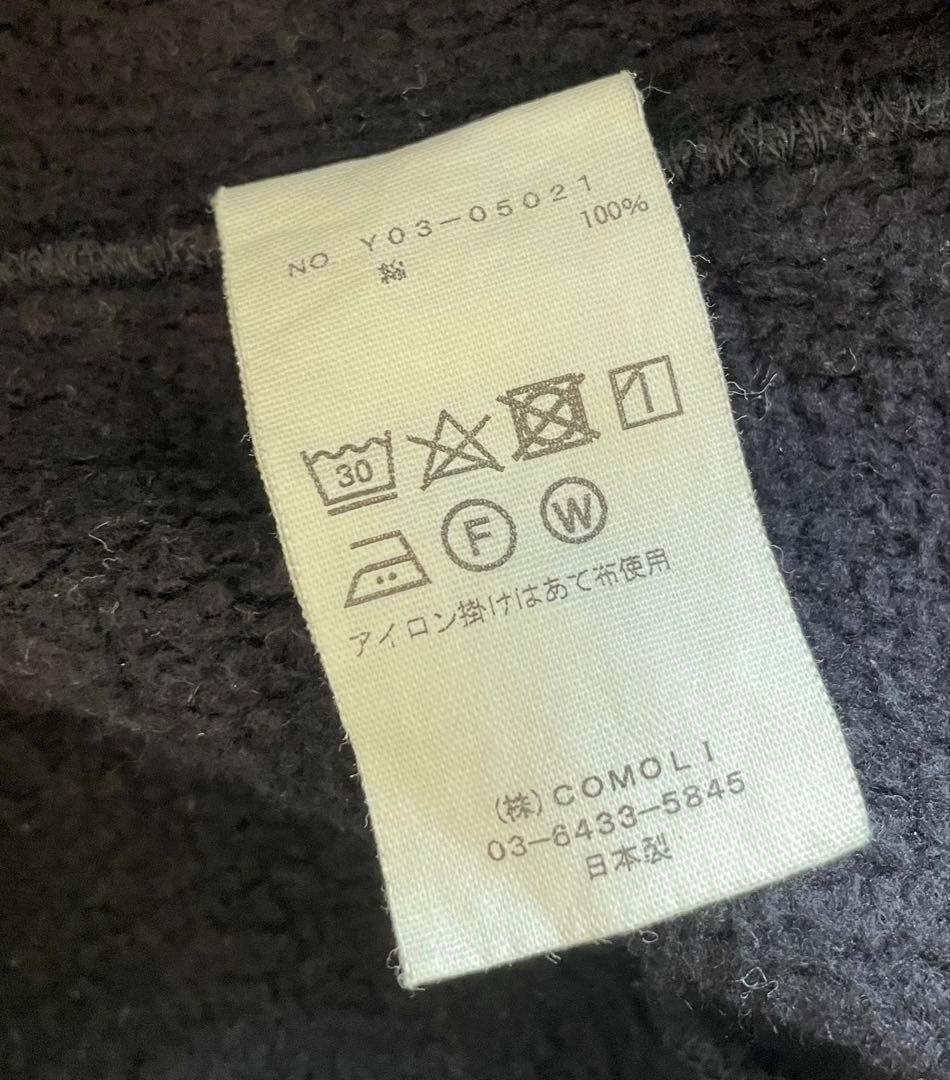 NO Y03-05021
綿 100%
30
F W
アイロン掛けはあて布使用
(株)COMOLI
03-6433-5845
日本製